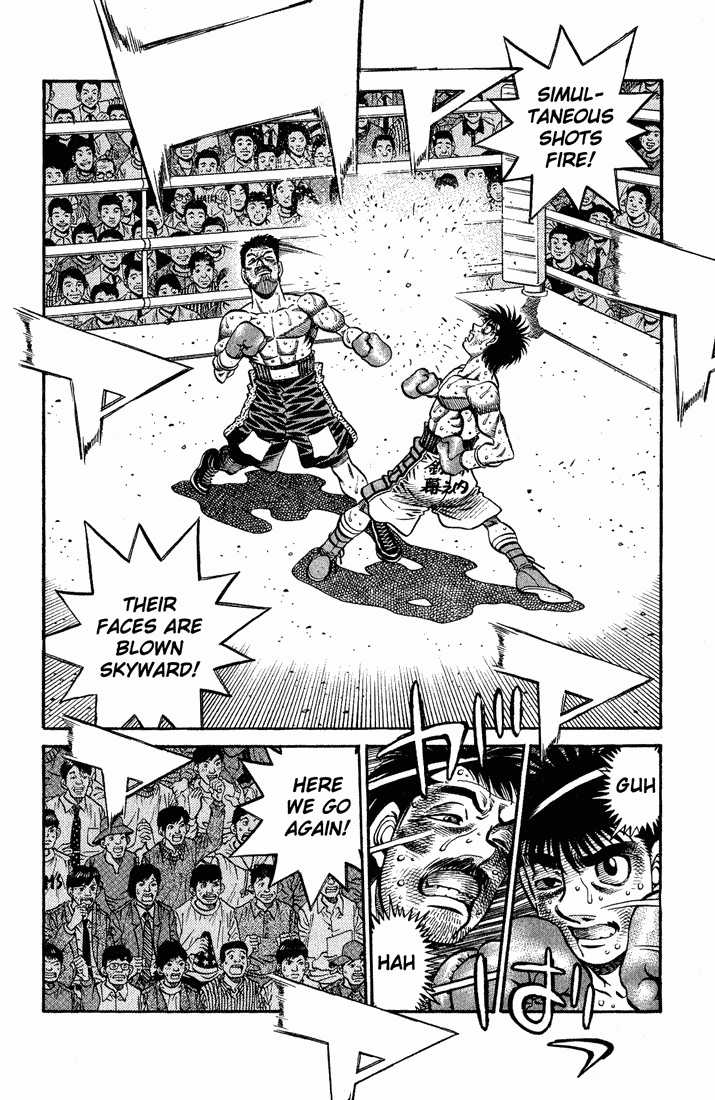 SIMUL-
TANEOUS
SHOTS
FIRE!
THEIR
FACES ARE
BLOWN
SKYWARD!
HERE
WE GO
AGAIN!
GUH
HAH